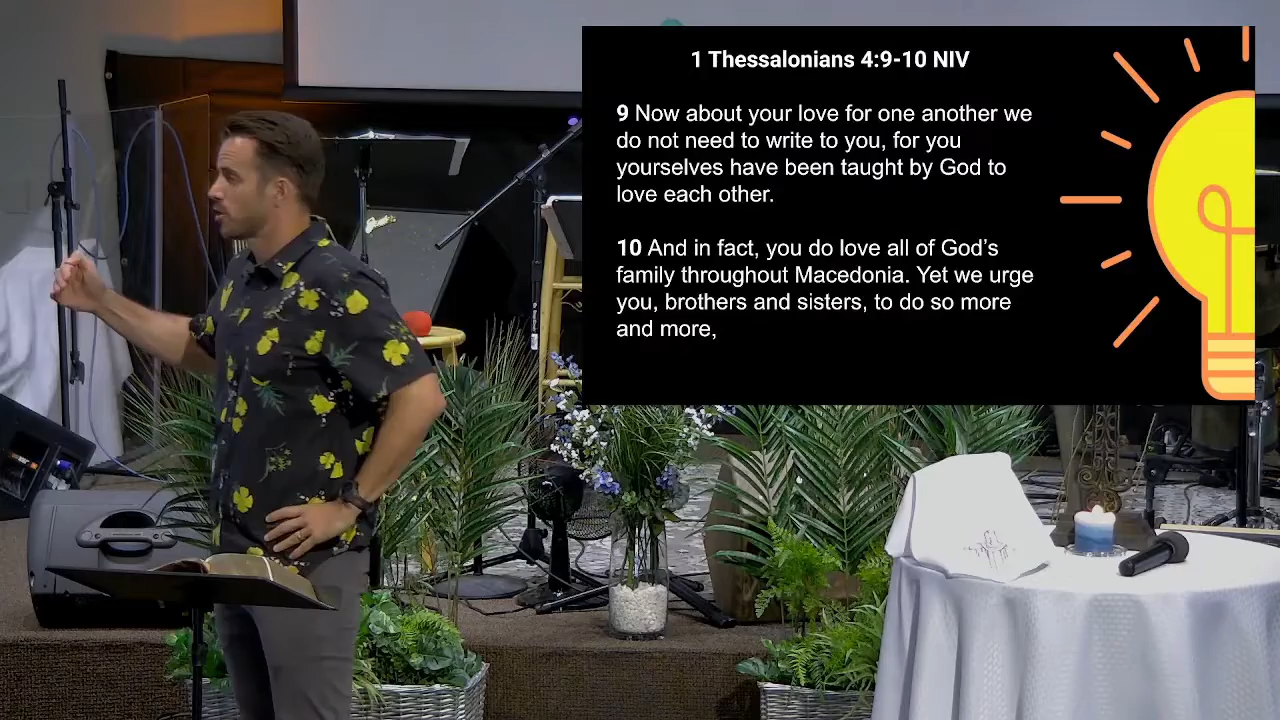 1 Thessalonians 4:9-10 NIV
9 Now about your love for one another we
do not need to write to you, for you
yourselves have been taught by God to
love each other.
10 And in fact, you do love all of God’s
family throughout Macedonia. Yet we urge
you, brothers and sisters, to do so more
and more,